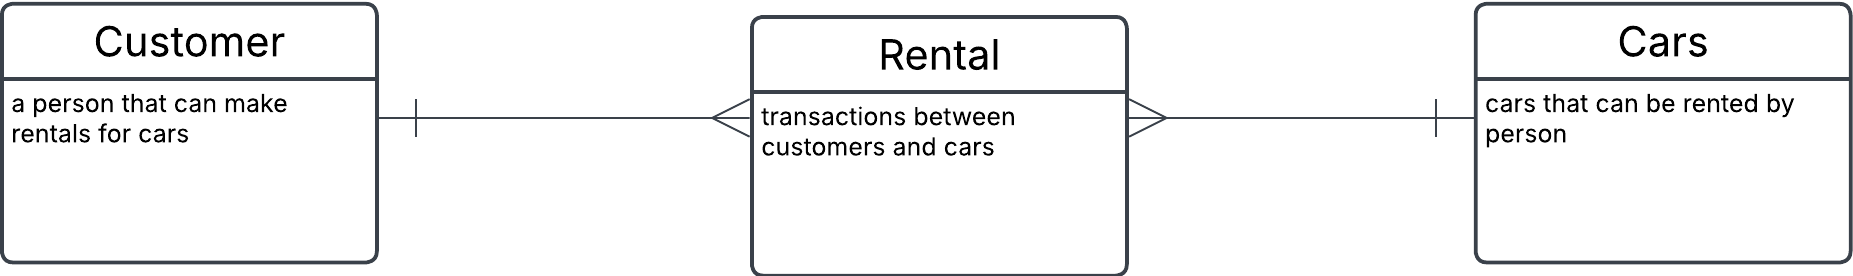 Customer
a person that can make
rentals for cars
Rental
transactions between
customers and cars
Cars
cars that can be rented by
person